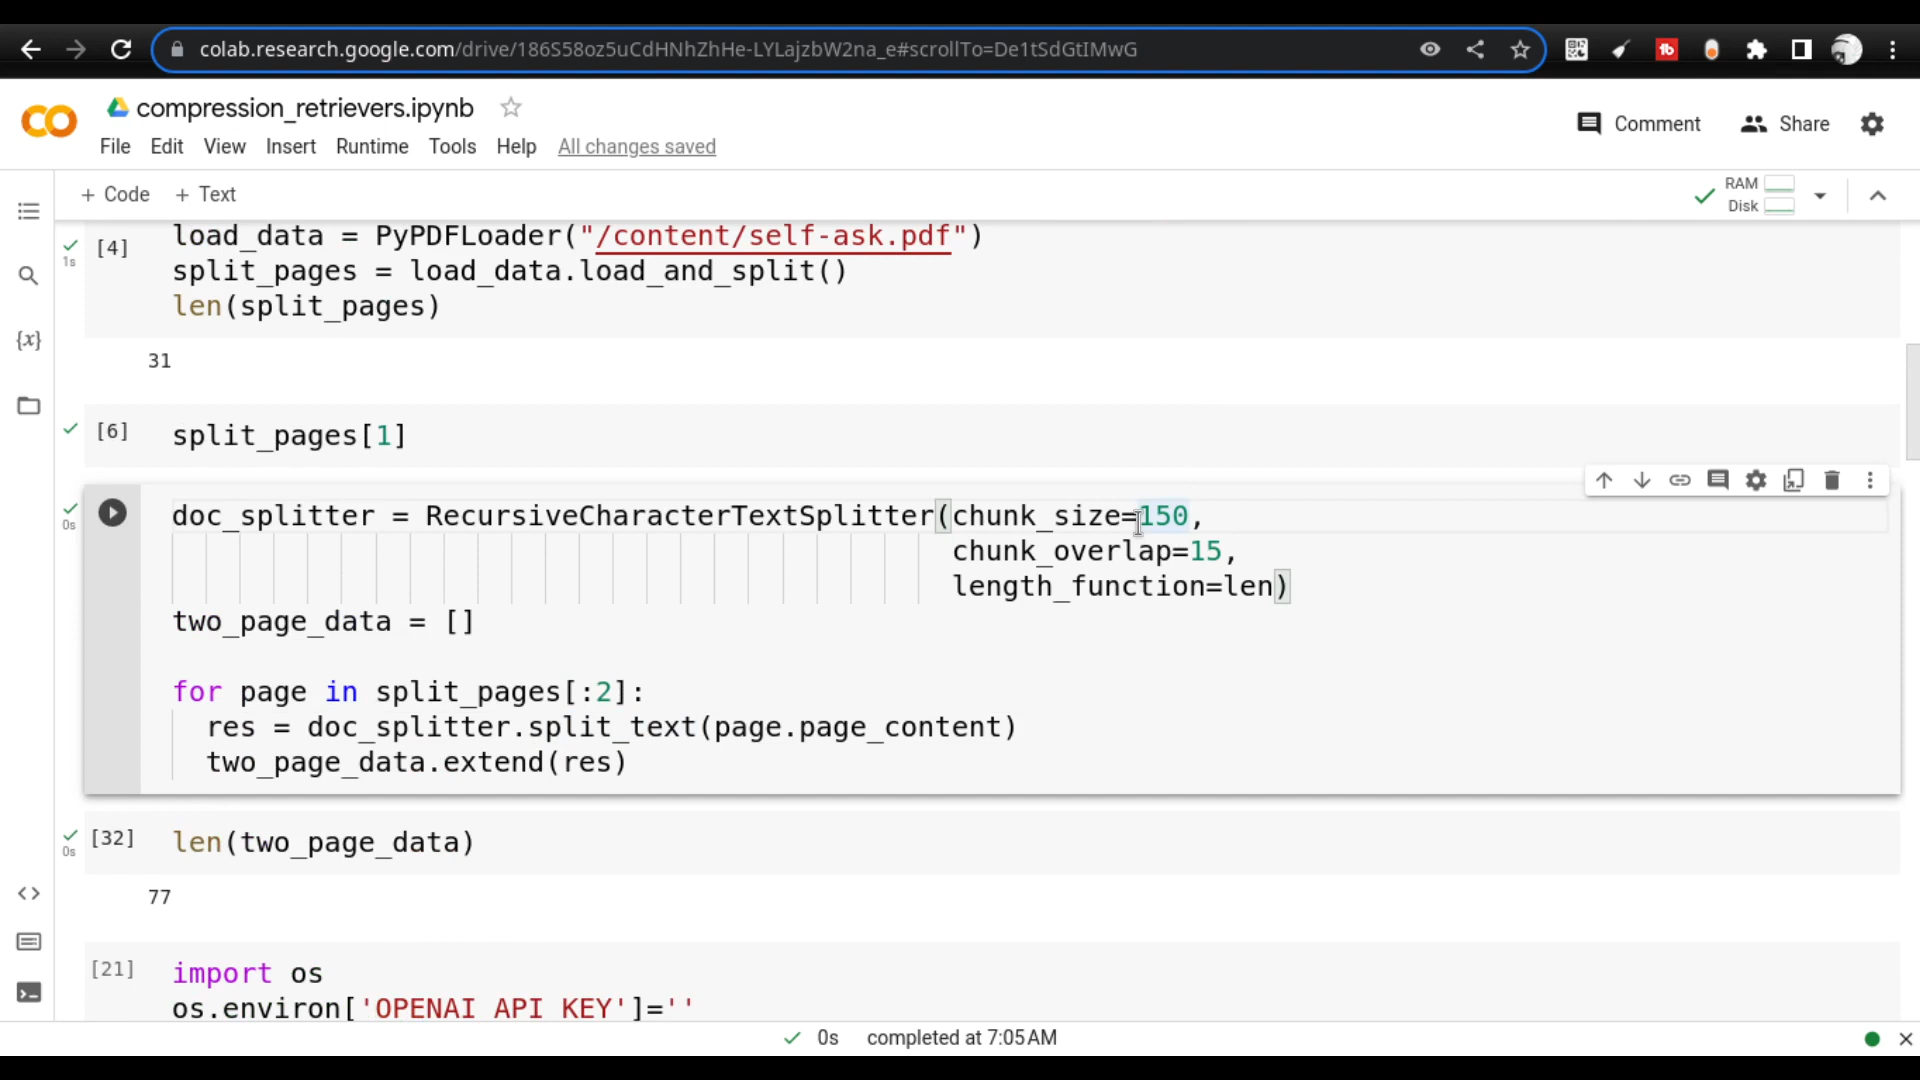 colab.research.google.com/drive/186S58oz5uCdHNhZhHe-LYLajzbW2na_e#scrollTo=De1tSdGtIMwG
compression_retrievers.ipynb
File Edit View Insert Runtime Tools Help All changes saved
Comment Share
+ Code + Text
RAM
Disk
[4] load_data = PyPDFLoader("/content/self-ask.pdf")
1s
split_pages = load_data.load_and_split()
len(split_pages)
31
[6] split_pages[1]
0s
doc_splitter = RecursiveCharacterTextSplitter(chunk_size=150,
chunk_overlap=15,
length_function=len)
two_page_data = []
for page in split_pages[:2]:
res = doc_splitter.split_text(page.page_content)
two_page_data.extend(res)
[32] len(two_page_data)
0s
77
[21] import os
os.environ['OPENAI_API_KEY']=''
0s completed at 7:05 AM